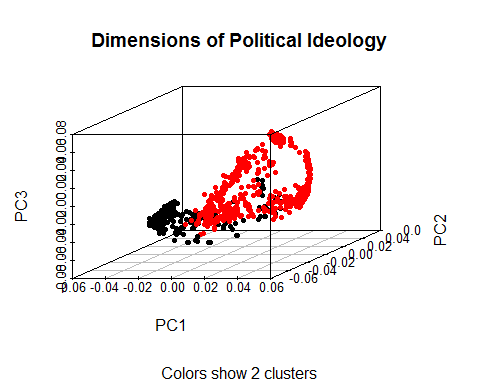 Dimensions of Political Ideology
PC3
PC2
-0.06 -0.04 -0.02 0.00 0.02 0.04
0.06 -0.04 -0.02 0.00 0.02 0.04 0.06
PC1
Colors show 2 clusters